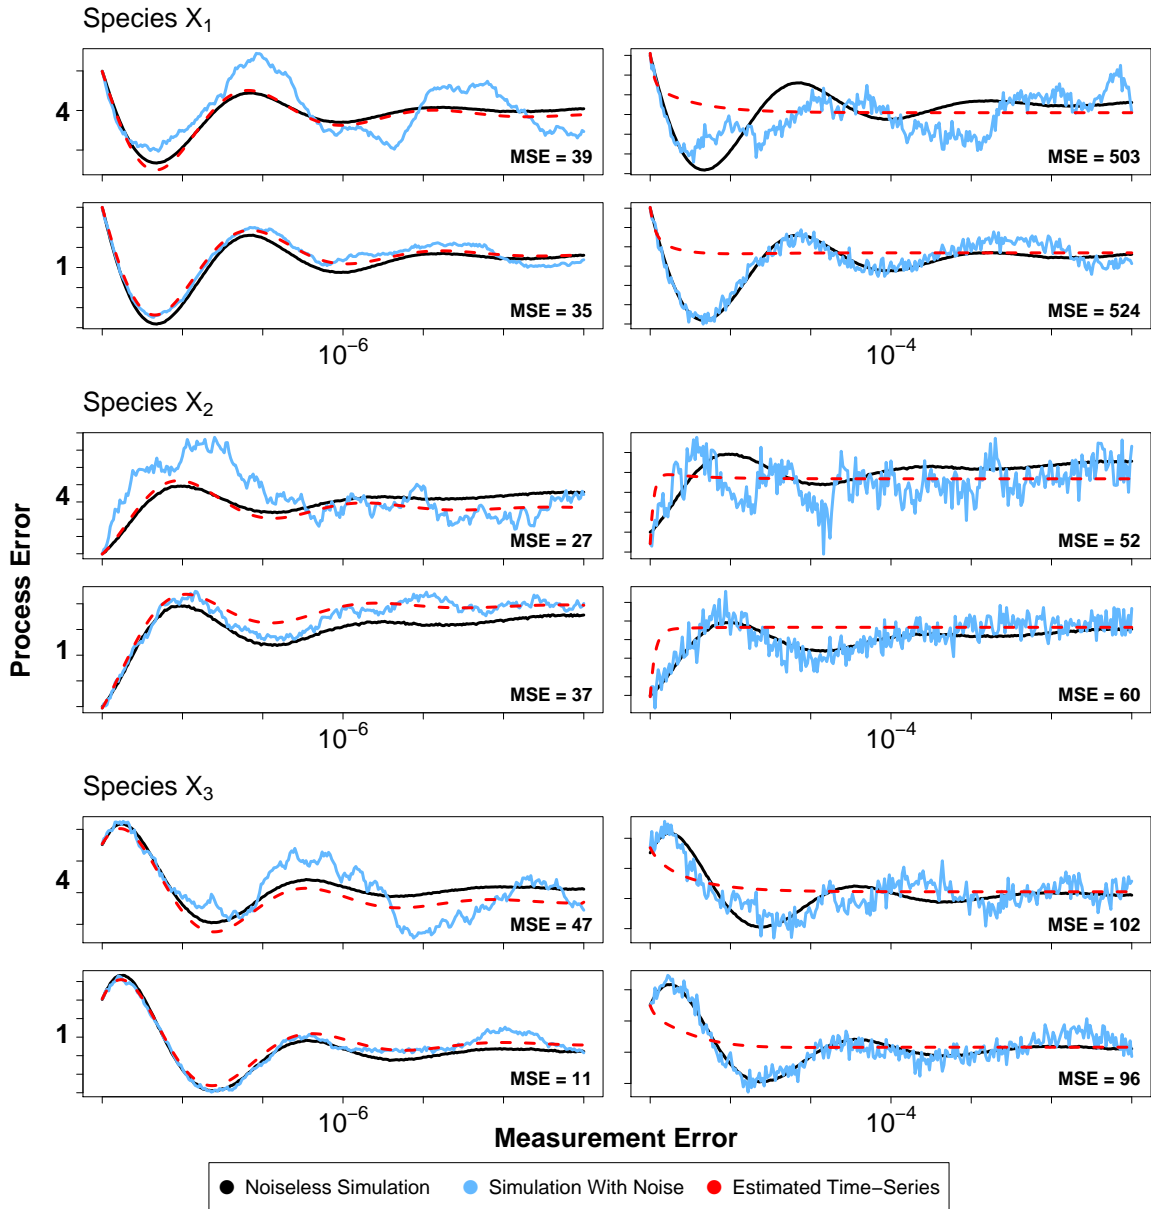 Species X₁
4
MSE = 39
MSE = 503
1
MSE = 35
MSE = 524
10⁻⁶
10⁻⁴
Species X₂
Process Error
4
MSE = 27
MSE = 52
1
MSE = 37
MSE = 60
10⁻⁶
10⁻⁴
Species X₃
4
MSE = 47
MSE = 102
1
MSE = 11
MSE = 96
10⁻⁶
10⁻⁴
Measurement Error
Noiseless Simulation
Simulation With Noise
Estimated Time−Series